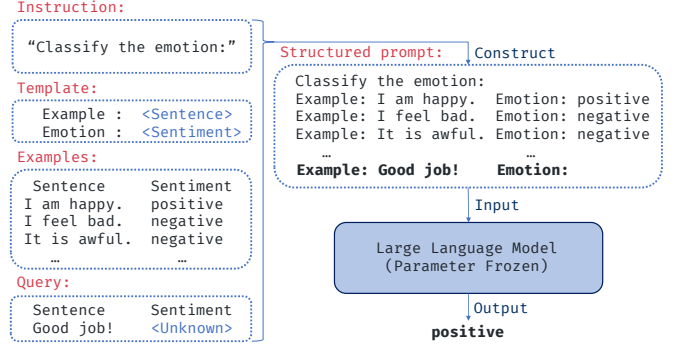 Instruction:
“Classify the emotion:”
Template:
Example : <Sentence>
Emotion : <Sentiment>
Examples:
Sentence Sentiment
I am happy. positive
I feel bad. negative
It is awful. negative
… …
Query:
Sentence Sentiment
Good job! <Unknown>
Structured prompt:
Construct
Classify the emotion:
Example: I am happy. Emotion: positive
Example: I feel bad. Emotion: negative
Example: It is awful. Emotion: negative
… …
Example: Good job! Emotion:
Input
Large Language Model
(Parameter Frozen)
Output
positive